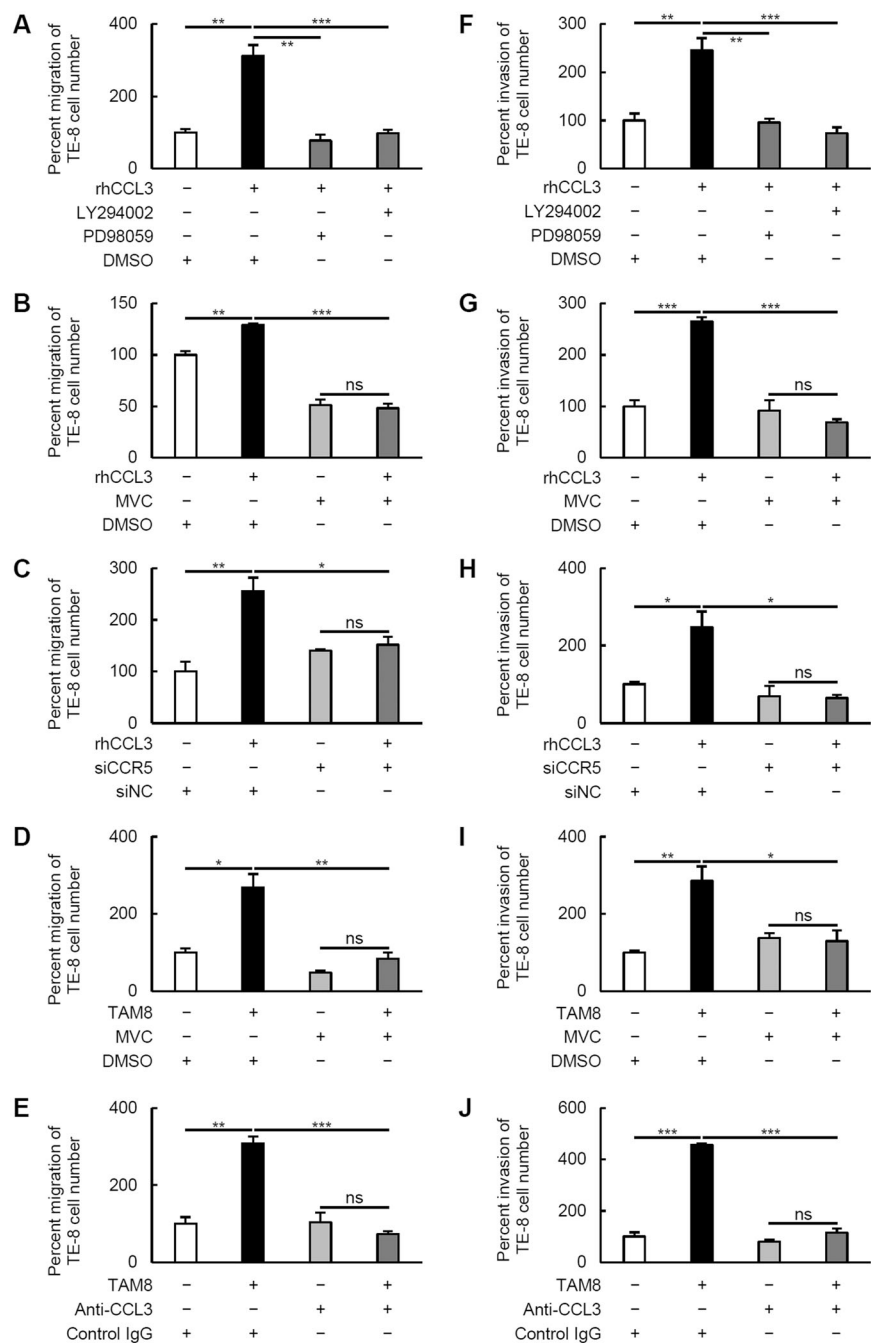 A
Percent migration of
TE-8 cell number
400
200
0
** ***
**
− + + +
rhCCL3
LY294002 − − − +
PD98059 − − + −
DMSO + + − −
F
Percent invasion of
TE-8 cell number
300
200
100
0
** ***
**
rhCCL3 − + + +
LY294002 − − − +
PD98059 − − + −
DMSO + + − −
B
Percent migration of
TE-8 cell number
150
100
50
0
** ***
ns
rhCCL3 − + − +
MVC − − + +
DMSO + + − −
G
Percent invasion of
TE-8 cell number
300
200
100
0
*** ***
ns
rhCCL3 − + − +
MVC − − + +
DMSO + + − −
C
Percent migration of
TE-8 cell number
300
200
100
0
** *
ns
rhCCL3 − + − +
siCCR5 − − + +
siNC + + − −
H
Percent invasion of
TE-8 cell number
400
200
0
* *
ns
rhCCL3 − + − +
siCCR5 − − + +
siNC + + − −
D
Percent migration of
TE-8 cell number
400
200
0
* **
ns
TAM8 − + − +
MVC − − + +
DMSO + + − −
I
Percent invasion of
TE-8 cell number
400
200
0
** *
ns
TAM8 − + − +
MVC − − + +
DMSO + + − −
E
Percent migration of
TE-8 cell number
400
200
0
** ***
ns
TAM8 − + − +
Anti-CCL3 − − + +
Control IgG + + − −
J
Percent invasion of
TE-8 cell number
600
400
200
0
*** ***
ns
TAM8 − + − +
Anti-CCL3 − − + +
Control IgG + + − −